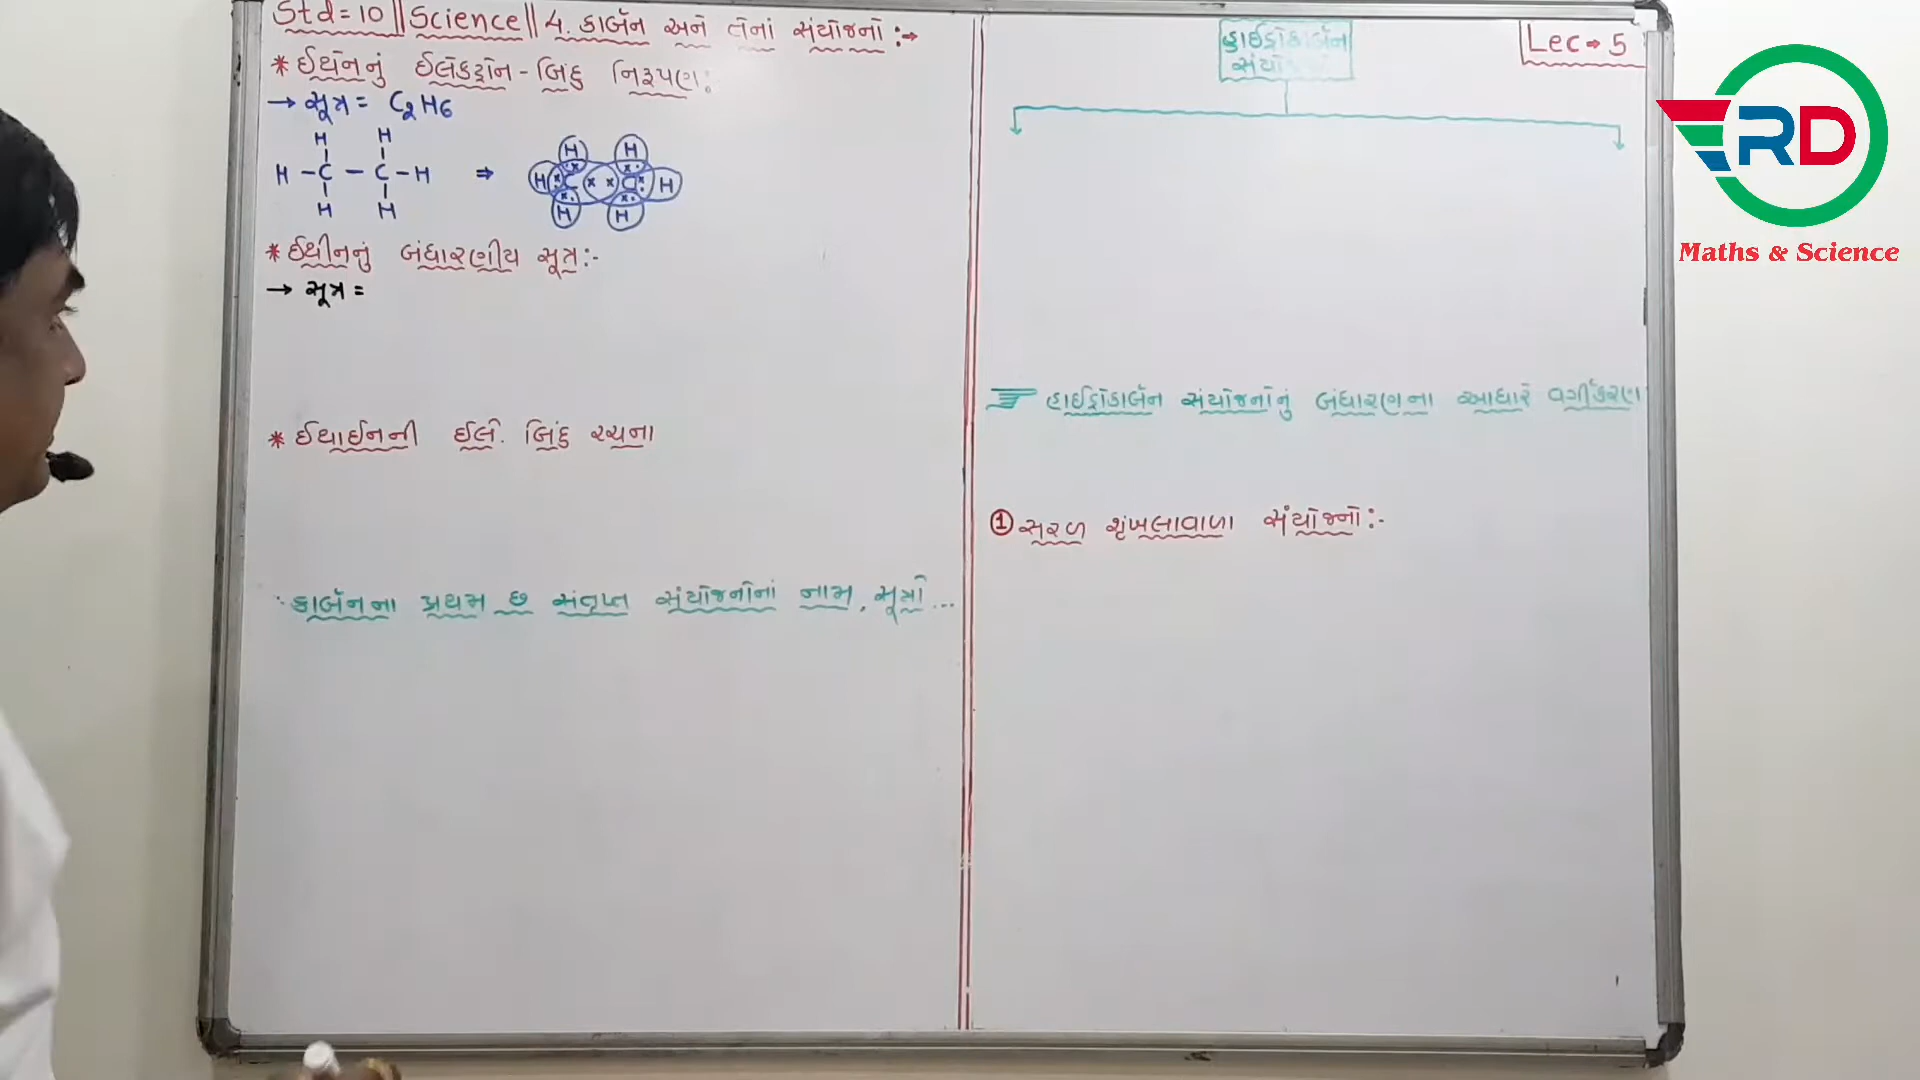 Std = 10 || Science || 4. કાર્બન અને તેનાં સંયોજનો :→
* ઈથેનનું ઈલેક્ટ્રોન - બિંદુ નિરૂપણ :
→ સૂત્ર = C2H6
H H
H - C - C - H ⇒ H C C H
H H
H H
H H
* ઈથીનનું બંધારણીય સૂત્ર :-
→ સૂત્ર =
* ઈથાઈનની ઈલે. બિંદુ રચના
કાર્બનના પ્રથમ છ સંતૃપ્ત સંયોજનોનાં નામ, સૂત્રો ...
હાઈડ્રોકાર્બન
Lec → 5
હાઈડ્રોકાર્બન સંયોજનોનું બંધારણના આધારે વર્ગીકરણ
① સરળ શૃંખલાવાળા સંયોજનો :-
RD
Maths & Science